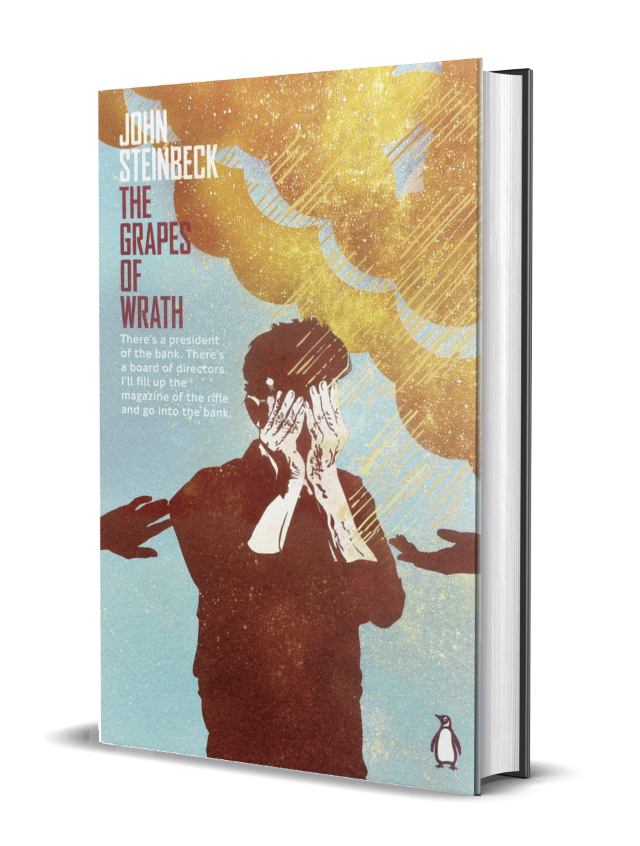 JOHN
STEINBECK
THE
GRAPES
OF
WRATH
There's a president
of the bank. There's
a board of directors.
I'll fill up the
magazine of the rifle
and go into the bank.